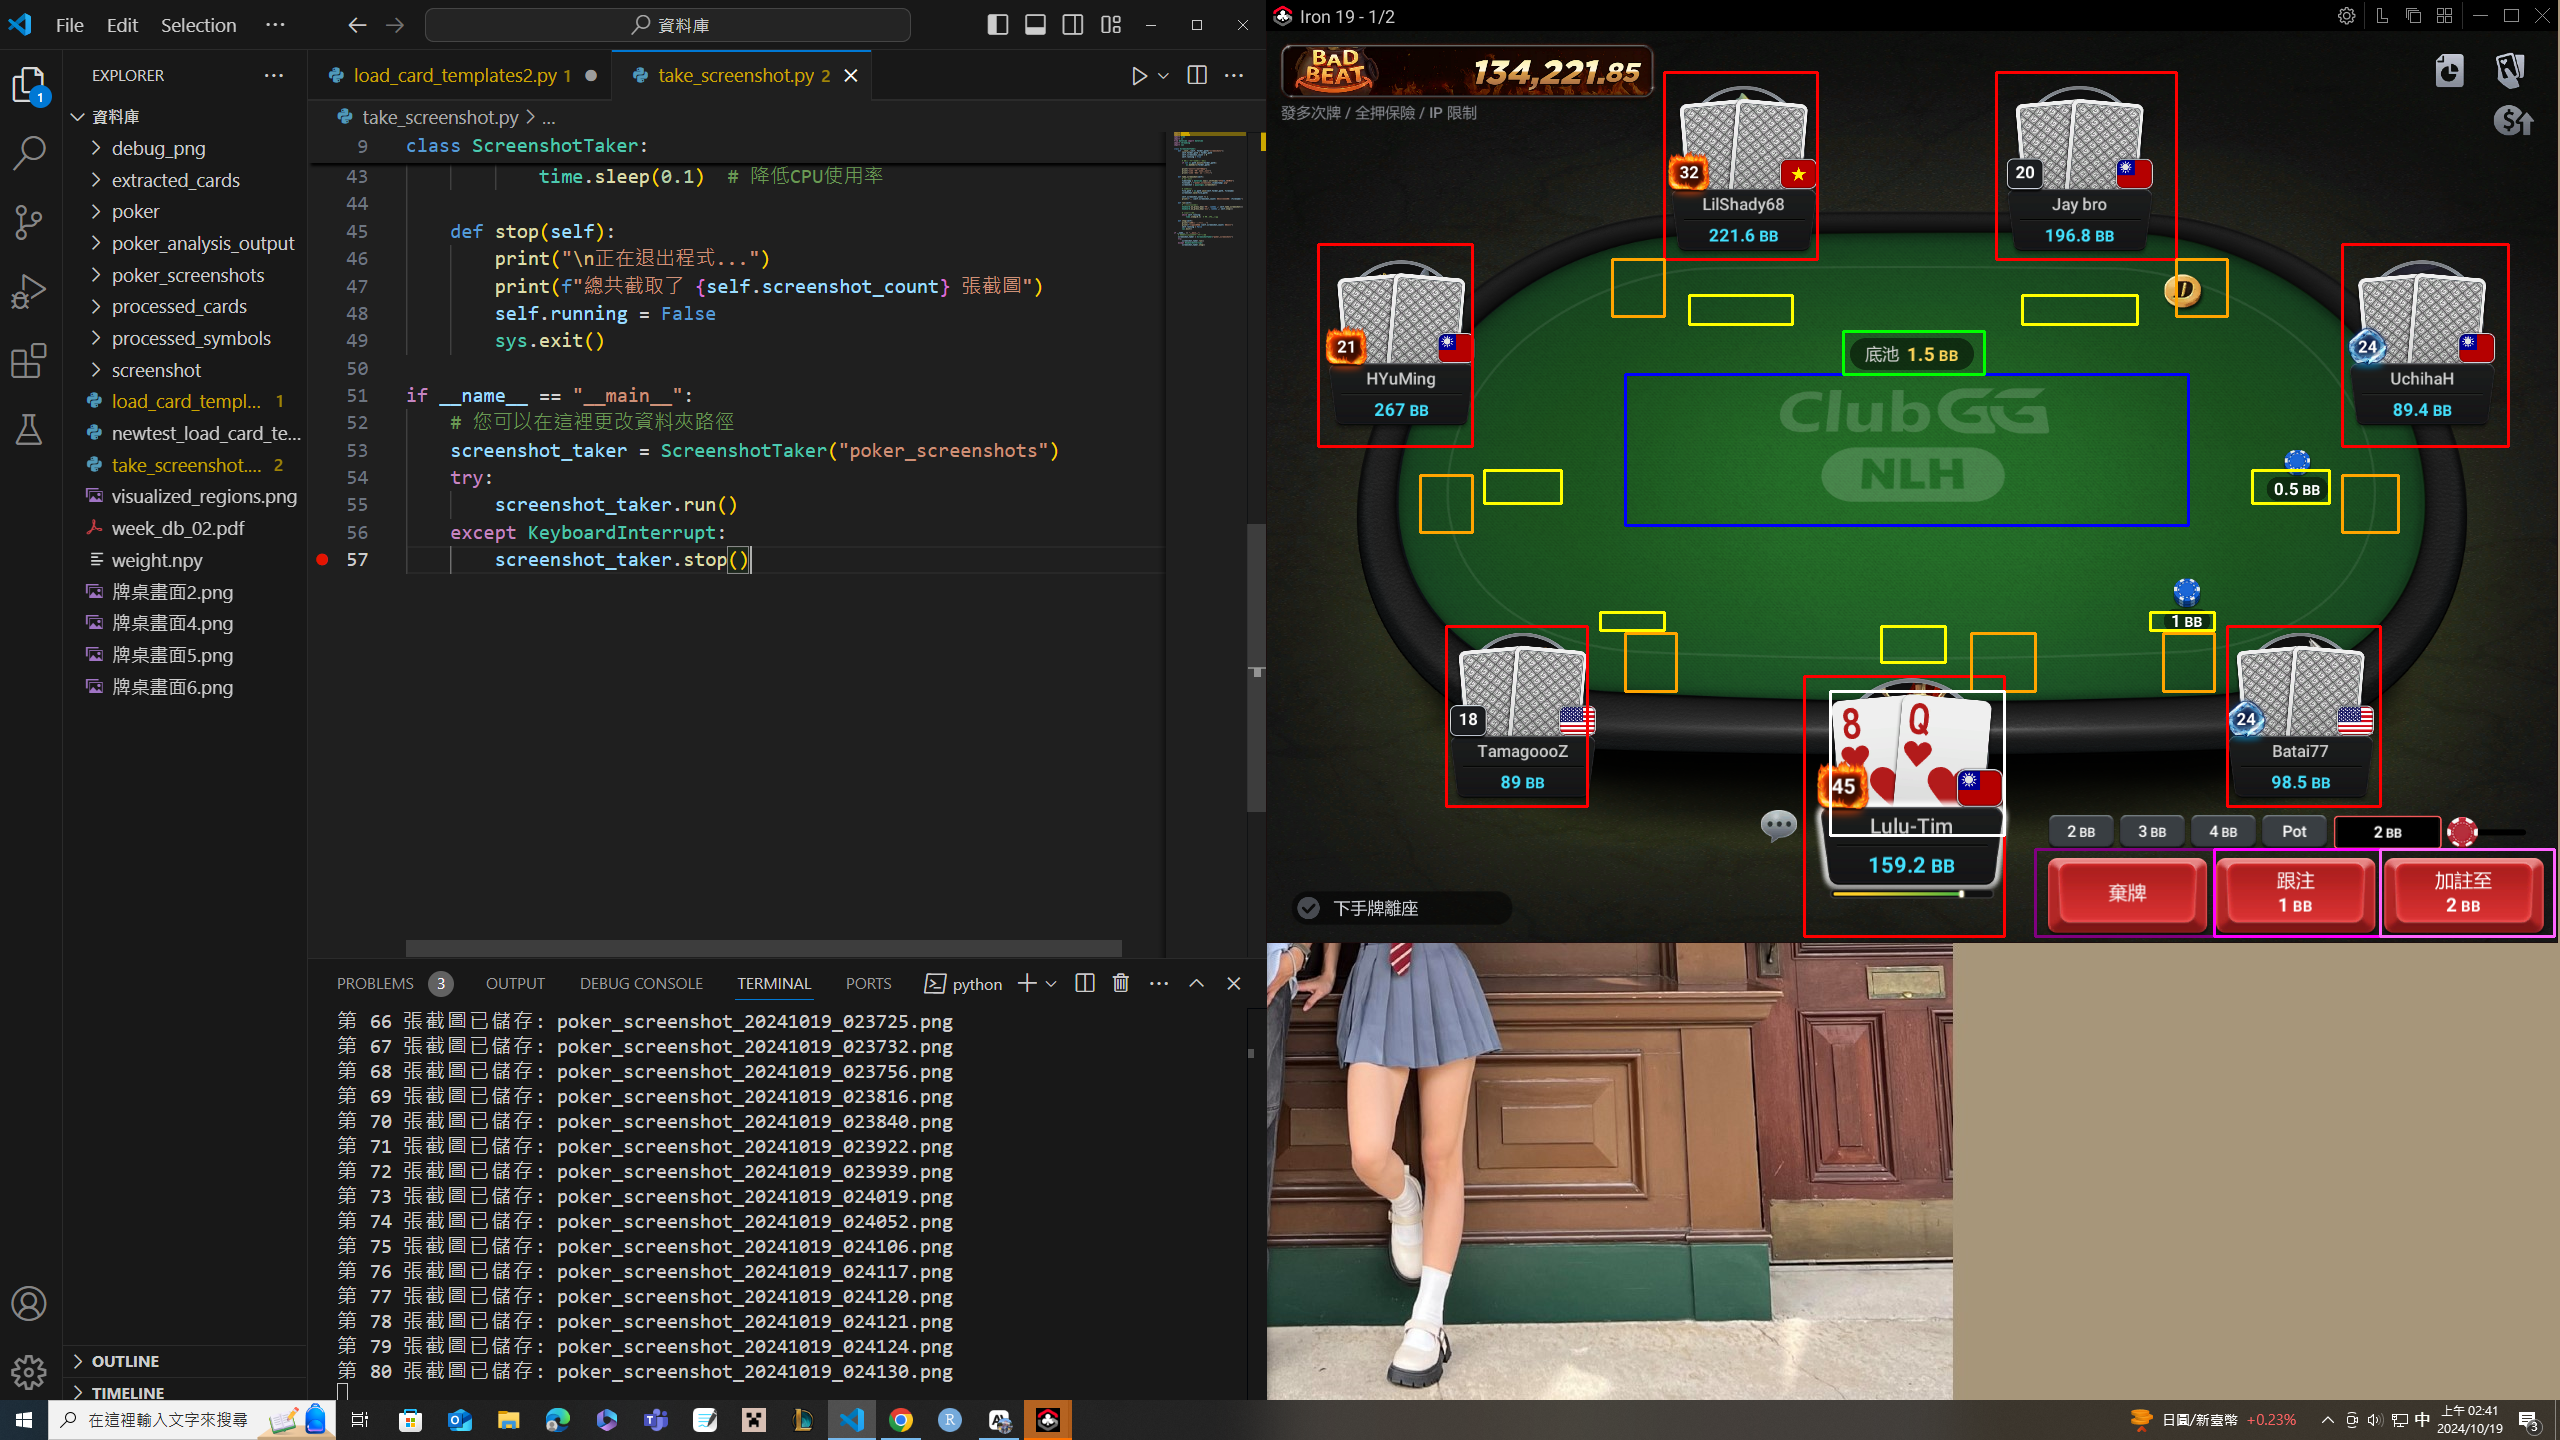 File Edit Selection ···
資料庫
EXPLORER
資料庫
debug_png
extracted_cards
poker
poker_analysis_output
poker_screenshots
processed_cards
processed_symbols
screenshot
load_card_templ... 1
newtest_load_card_te...
take_screenshot.... 2
visualized_regions.png
week_db_02.pdf
weight.npy
牌桌畫面2.png
牌桌畫面4.png
牌桌畫面5.png
牌桌畫面6.png
OUTLINE
TIMELINE
1
load_card_templates2.py 1
take_screenshot.py 2
take_screenshot.py > ...
9 class ScreenshotTaker:
43 time.sleep(0.1) # 降低CPU使用率
44
45 def stop(self):
46 print("\n正在退出程式...")
47 print(f"總共截取了 {self.screenshot_count} 張截圖")
48 self.running = False
49 sys.exit()
50
51 if __name__ == "__main__":
52 # 您可以在這裡更改資料夾路徑
53 screenshot_taker = ScreenshotTaker("poker_screenshots")
54 try:
55 screenshot_taker.run()
56 except KeyboardInterrupt:
57 screenshot_taker.stop()
PROBLEMS 3 OUTPUT DEBUG CONSOLE TERMINAL PORTS python
第 66 張截圖已儲存: poker_screenshot_20241019_023725.png
第 67 張截圖已儲存: poker_screenshot_20241019_023732.png
第 68 張截圖已儲存: poker_screenshot_20241019_023756.png
第 69 張截圖已儲存: poker_screenshot_20241019_023816.png
第 70 張截圖已儲存: poker_screenshot_20241019_023840.png
第 71 張截圖已儲存: poker_screenshot_20241019_023922.png
第 72 張截圖已儲存: poker_screenshot_20241019_023939.png
第 73 張截圖已儲存: poker_screenshot_20241019_024019.png
第 74 張截圖已儲存: poker_screenshot_20241019_024052.png
第 75 張截圖已儲存: poker_screenshot_20241019_024106.png
第 76 張截圖已儲存: poker_screenshot_20241019_024117.png
第 77 張截圖已儲存: poker_screenshot_20241019_024120.png
第 78 張截圖已儲存: poker_screenshot_20241019_024121.png
第 79 張截圖已儲存: poker_screenshot_20241019_024124.png
第 80 張截圖已儲存: poker_screenshot_20241019_024130.png
Iron 19 - 1/2
BAD BEAT 134,221.85
發多次牌 / 全押保險 / IP 限制
32
LilShady68
221.6 BB
20
Jay bro
196.8 BB
21
HYuMing
267 BB
24
UchihaH
89.4 BB
D
底池 1.5 BB
ClubGG
NLH
0.5 BB
1 BB
18
TamagoooZ
89 BB
8 Q
45
Lulu-Tim
159.2 BB
24
Batai77
98.5 BB
2 BB 3 BB 4 BB Pot 2 BB
棄牌
跟注
1 BB
加註至
2 BB
下手牌離座
在這裡輸入文字來搜尋
日圓/新臺幣 +0.23%
中
上午 02:41
2024/10/19
3